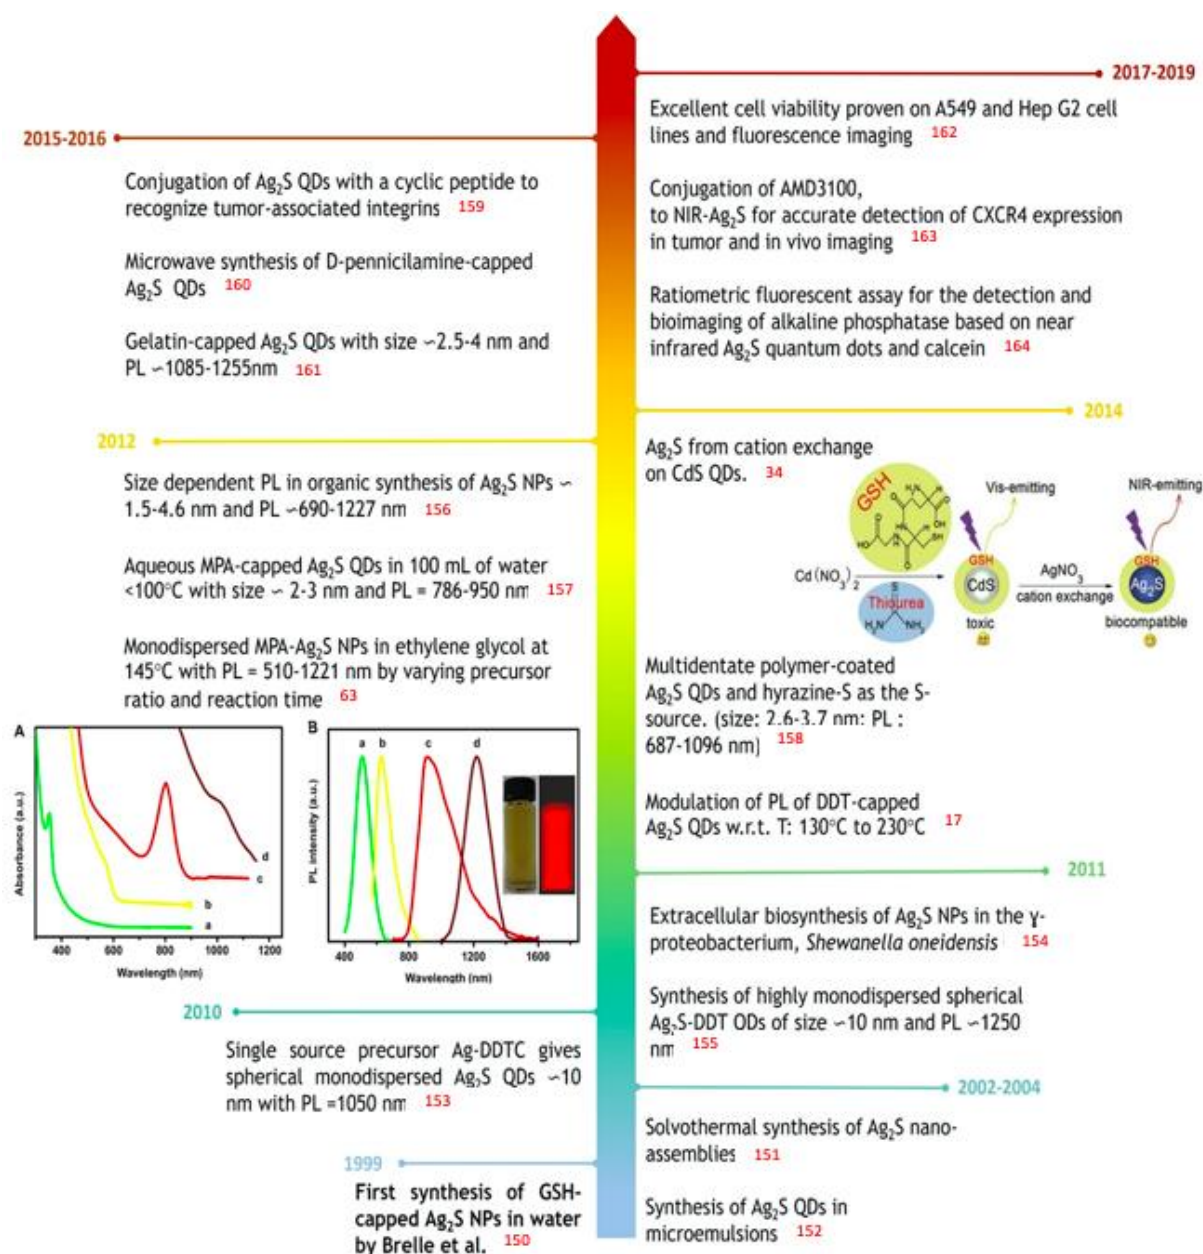 2017-2019
Excellent cell viability proven on A549 and Hep G2 cell
lines and fluorescence imaging 162
Conjugation of AMD3100,
to NIR-Ag₂S for accurate detection of CXCR4 expression
in tumor and in vivo imaging 163
Ratiometric fluorescent assay for the detection and
bioimaging of alkaline phosphatase based on near
infrared Ag₂S quantum dots and calcein 164
2015-2016
Conjugation of Ag₂S QDs with a cyclic peptide to
recognize tumor-associated integrins 159
Microwave synthesis of D-pennicilamine-capped
Ag₂S QDs 160
Gelatin-capped Ag₂S QDs with size ~2.5-4 nm and
PL ~1085-1255nm 161
2014
Ag₂S from cation exchange
on CdS QDs. 34
GSH
H₂N
H
O
O
OH
HN
HO
N
H
SH
O
O
Cd(NO₃)₂
S
Thiourea
H₂N
NH₂
Vis-emitting
GSH
CdS
toxic
AgNO₃
cation exchange
NIR-emitting
GSH
Ag₂S
biocompatible
Multidentate polymer-coated
Ag₂S QDs and hyrazine-S as the S-
source. (size: 2.6-3.7 nm: PL :
687-1096 nm) 158
Modulation of PL of DDT-capped
Ag₂S QDs w.r.t. T: 130°C to 230°C 17
2012
Size dependent PL in organic synthesis of Ag₂S NPs ~
1.5-4.6 nm and PL ~690-1227 nm 156
Aqueous MPA-capped Ag₂S QDs in 100 mL of water
<100°C with size ~ 2-3 nm and PL = 786-950 nm 157
Monodispersed MPA-Ag₂S NPs in ethylene glycol at
145°C with PL = 510-1221 nm by varying precursor
ratio and reaction time 63
A
Absorbance (a.u.)
d
c
b
a
400 600 800 1000 1200
Wavelength (nm)
B
PL intensity (a.u.)
a b c d
400 800 1200 1600
Wavelength (nm)
2011
Extracellular biosynthesis of Ag₂S NPs in the γ-
proteobacterium, Shewanella oneidensis 154
Synthesis of highly monodispersed spherical
Ag₂S-DDT QDs of size ~10 nm and PL ~1250
nm 155
2010
Single source precursor Ag-DDTC gives
spherical monodispersed Ag₂S QDs ~10
nm with PL =1050 nm 153
2002-2004
Solvothermal synthesis of Ag₂S nano-
assemblies 151
Synthesis of Ag₂S QDs in
microemulsions 152
1999
First synthesis of GSH-
capped Ag₂S NPs in water
by Brelle et al. 150